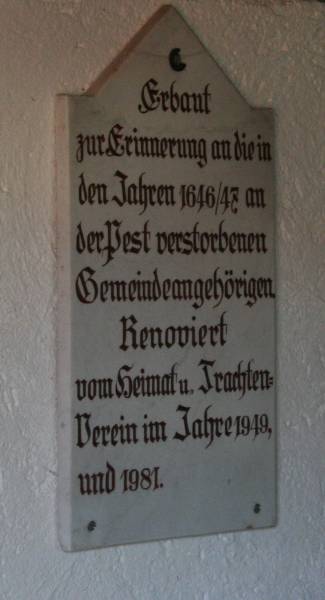 Erbaut
zur Erinnerung an die in
den Jahren 1646/47 an
der Pest verstorbenen
Gemeindeangehörigen.
Renoviert
vom Heimat u. Trachten=
Verein im Jahre 1949,
und 1981.